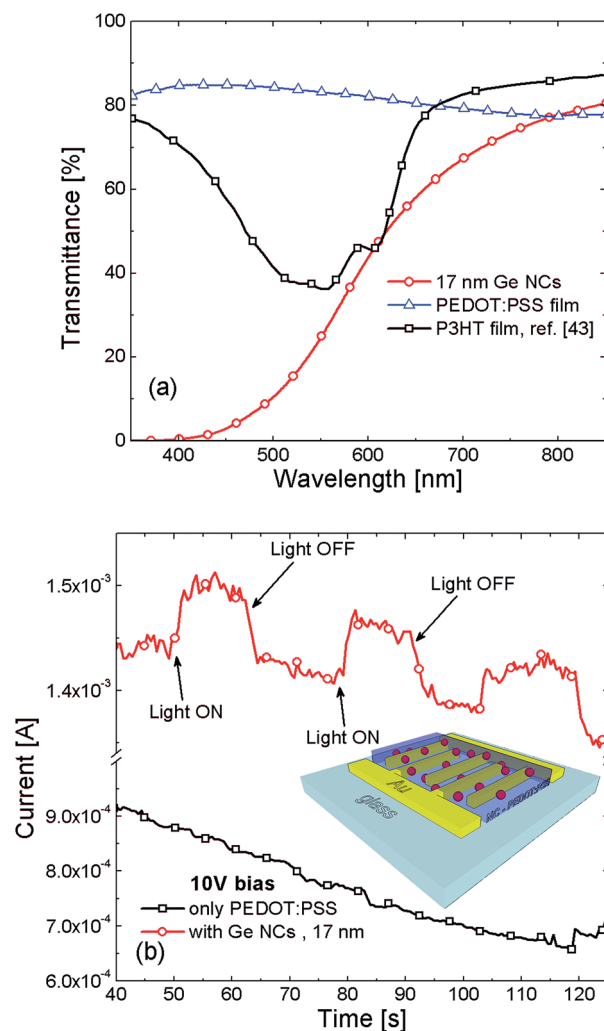 100
80
60
40
20
0
Transmittance [%]
17 nm Ge NCs
PEDOT:PSS film
P3HT film, ref. [43]
(a)
400 500 600 700 800
Wavelength [nm]
Light OFF
Light OFF
1.5x10⁻³
1.4x10⁻³
Light ON
Light ON
Current [A]
Au
glass
NC - PEDOT:PSS
9.0x10⁻⁴
8.0x10⁻⁴
7.0x10⁻⁴
6.0x10⁻⁴
10V bias
only PEDOT:PSS
with Ge NCs , 17 nm
(b)
40 50 60 70 80 90 100 110 120
Time [s]